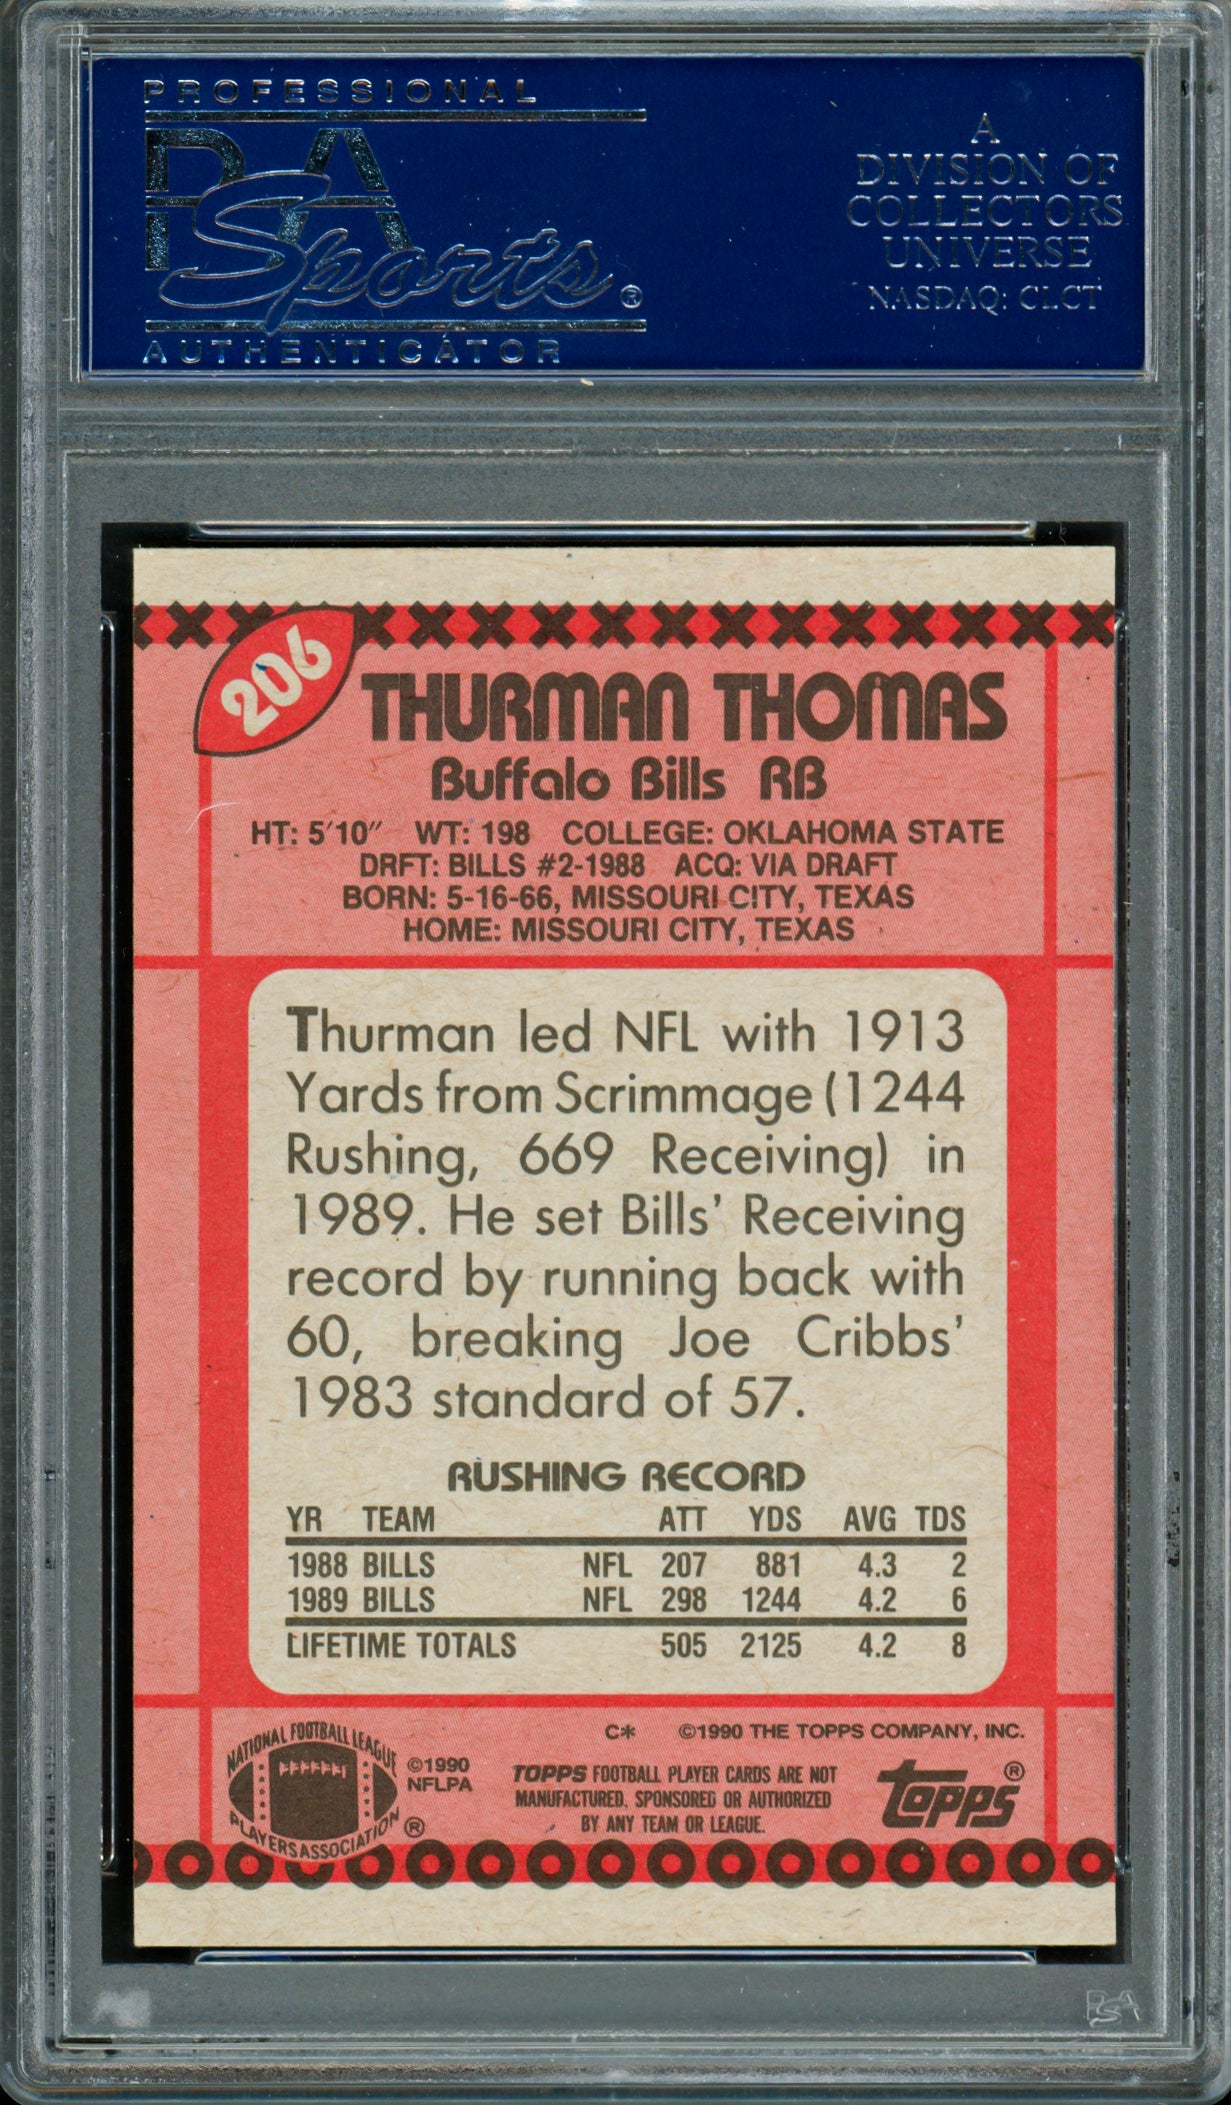 PROFESSIONAL
PSA
Sports®
AUTHENTICATOR
A
DIVISION OF
COLLECTORS
UNIVERSE
NASDAQ: CLCT
206
THURMAN THOMAS
Buffalo Bills RB
HT: 5'10" WT: 198 COLLEGE: OKLAHOMA STATE
DRFT: BILLS #2-1988 ACQ: VIA DRAFT
BORN: 5-16-66, MISSOURI CITY, TEXAS
HOME: MISSOURI CITY, TEXAS
Thurman led NFL with 1913
Yards from Scrimmage (1244
Rushing, 669 Receiving) in
1989. He set Bills' Receiving
record by running back with
60, breaking Joe Cribbs'
1983 standard of 57.
RUSHING RECORD
YR TEAM ATT YDS AVG TDS
1988 BILLS NFL 207 881 4.3 2
1989 BILLS NFL 298 1244 4.2 6
LIFETIME TOTALS 505 2125 4.2 8
NATIONAL FOOTBALL LEAGUE
PLAYERS ASSOCIATION ®
©1990
NFLPA
C* ©1990 THE TOPPS COMPANY, INC.
TOPPS FOOTBALL PLAYER CARDS ARE NOT
MANUFACTURED, SPONSORED OR AUTHORIZED
BY ANY TEAM OR LEAGUE.
topps®
PSA